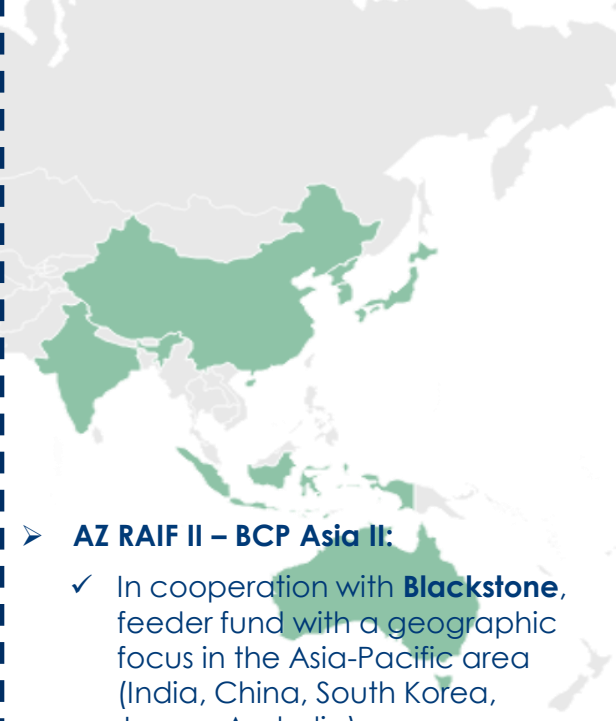 ➢ AZ RAIF II – BCP Asia II:
✓ In cooperation with Blackstone,
feeder fund with a geographic
focus in the Asia-Pacific area
(India, China, South Korea,